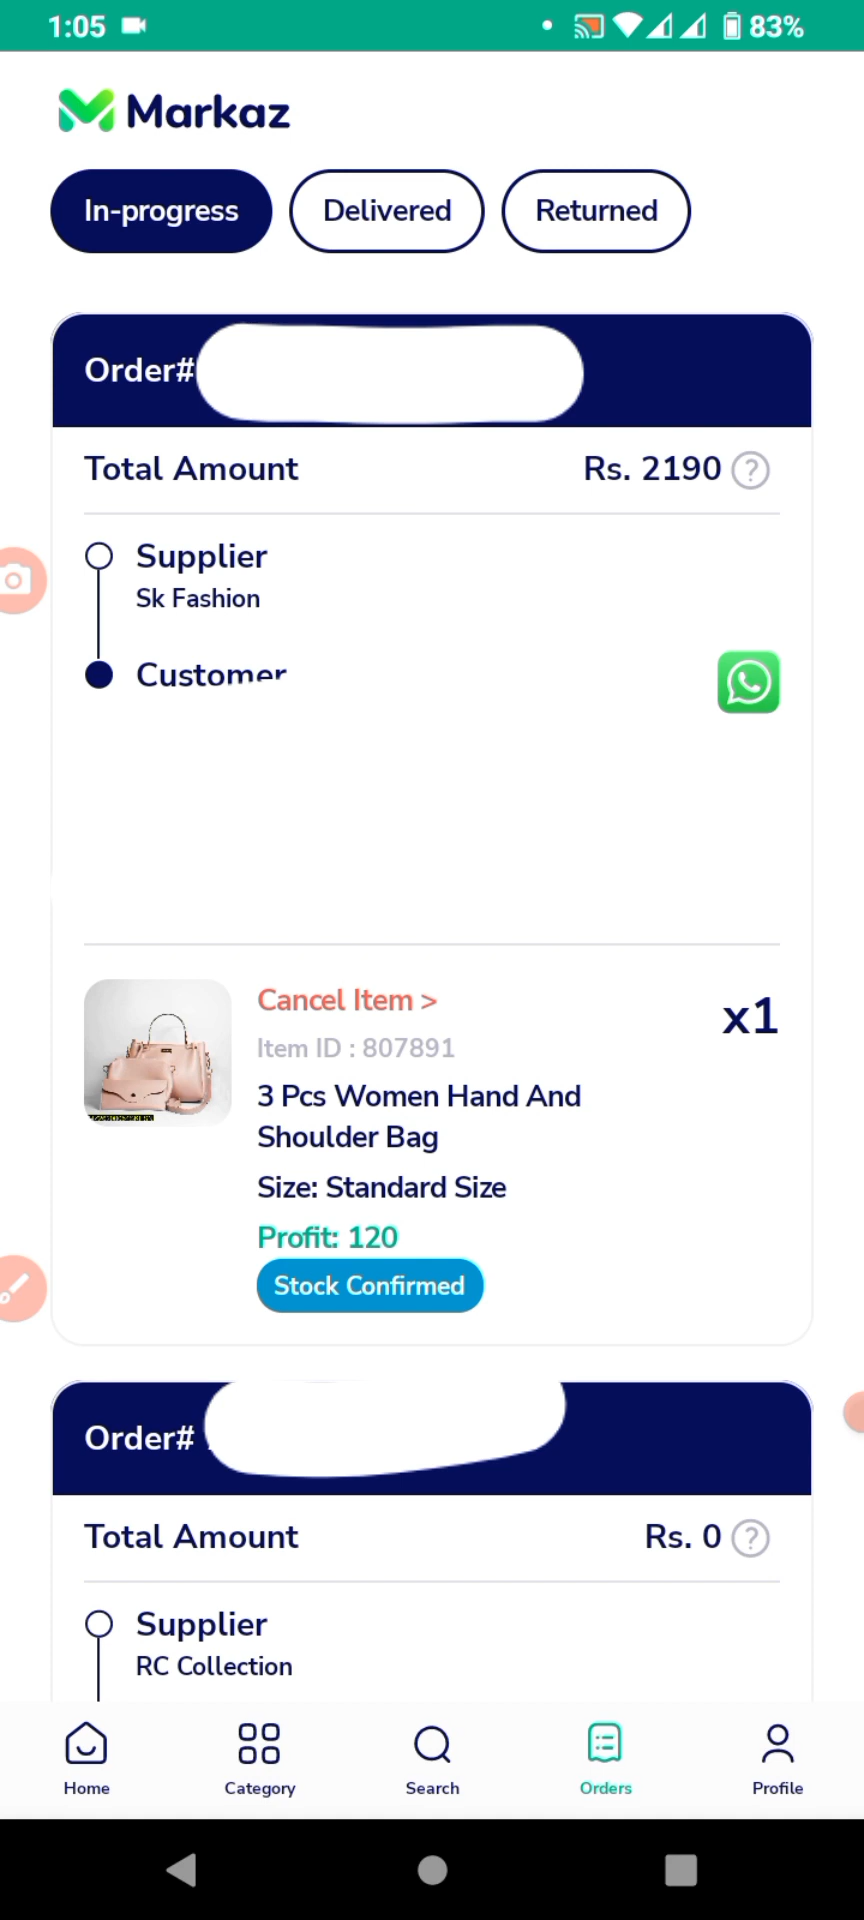 1:05
83%
Markaz
In-progress
Delivered
Returned
Order#
Total Amount
Rs. 2190
Supplier
Sk Fashion
Customer
Cancel Item >
x1
Item ID : 807891
3 Pcs Women Hand And
Shoulder Bag
Size: Standard Size
Profit: 120
Stock Confirmed
Order#
Total Amount
Rs. 0
Supplier
RC Collection
Home
Category
Search
Orders
Profile